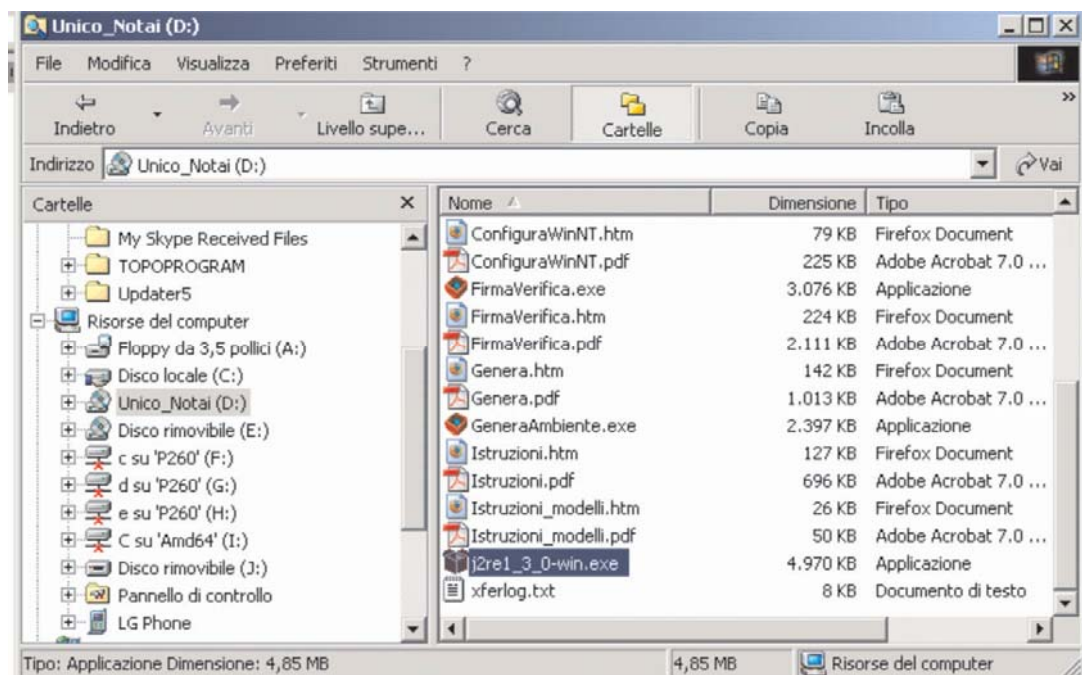 Unico_Notai (D:)
File Modifica Visualizza Preferiti Strumenti ?
Indietro Avanti Livello supe... Cerca Cartelle Copia Incolla »
Indirizzo Unico_Notai (D:) Vai
Cartelle
My Skype Received Files
TOPOPROGRAM
Updater5
Risorse del computer
Floppy da 3,5 pollici (A:)
Disco locale (C:)
Unico_Notai (D:)
Disco rimovibile (E:)
c su 'P260' (F:)
d su 'P260' (G:)
e su 'P260' (H:)
C su 'Amd64' (I:)
Disco rimovibile (J:)
Pannello di controllo
LG Phone
Nome Dimensione Tipo
ConfiguraWinNT.htm 79 KB Firefox Document
ConfiguraWinNT.pdf 225 KB Adobe Acrobat 7.0 ...
FirmaVerifica.exe 3.076 KB Applicazione
FirmaVerifica.htm 224 KB Firefox Document
FirmaVerifica.pdf 2.111 KB Adobe Acrobat 7.0 ...
Genera.htm 142 KB Firefox Document
Genera.pdf 1.013 KB Adobe Acrobat 7.0 ...
GeneraAmbiente.exe 2.397 KB Applicazione
Istruzioni.htm 127 KB Firefox Document
Istruzioni.pdf 696 KB Adobe Acrobat 7.0 ...
Istruzioni_modelli.htm 26 KB Firefox Document
Istruzioni_modelli.pdf 50 KB Adobe Acrobat 7.0 ...
j2re1_3_0-win.exe 4.970 KB Applicazione
xferlog.txt 8 KB Documento di testo
Tipo: Applicazione Dimensione: 4,85 MB 4,85 MB Risorse del computer